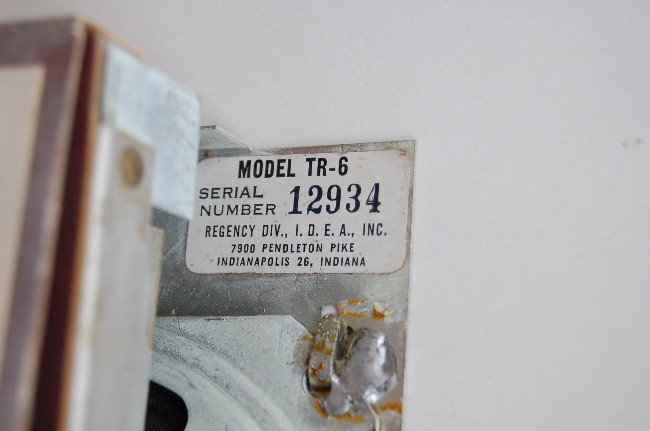 MODEL TR-6
SERIAL
NUMBER 12934
REGENCY DIV., I. D. E. A., INC.
7900 PENDLETON PIKE
INDIANAPOLIS 26, INDIANA